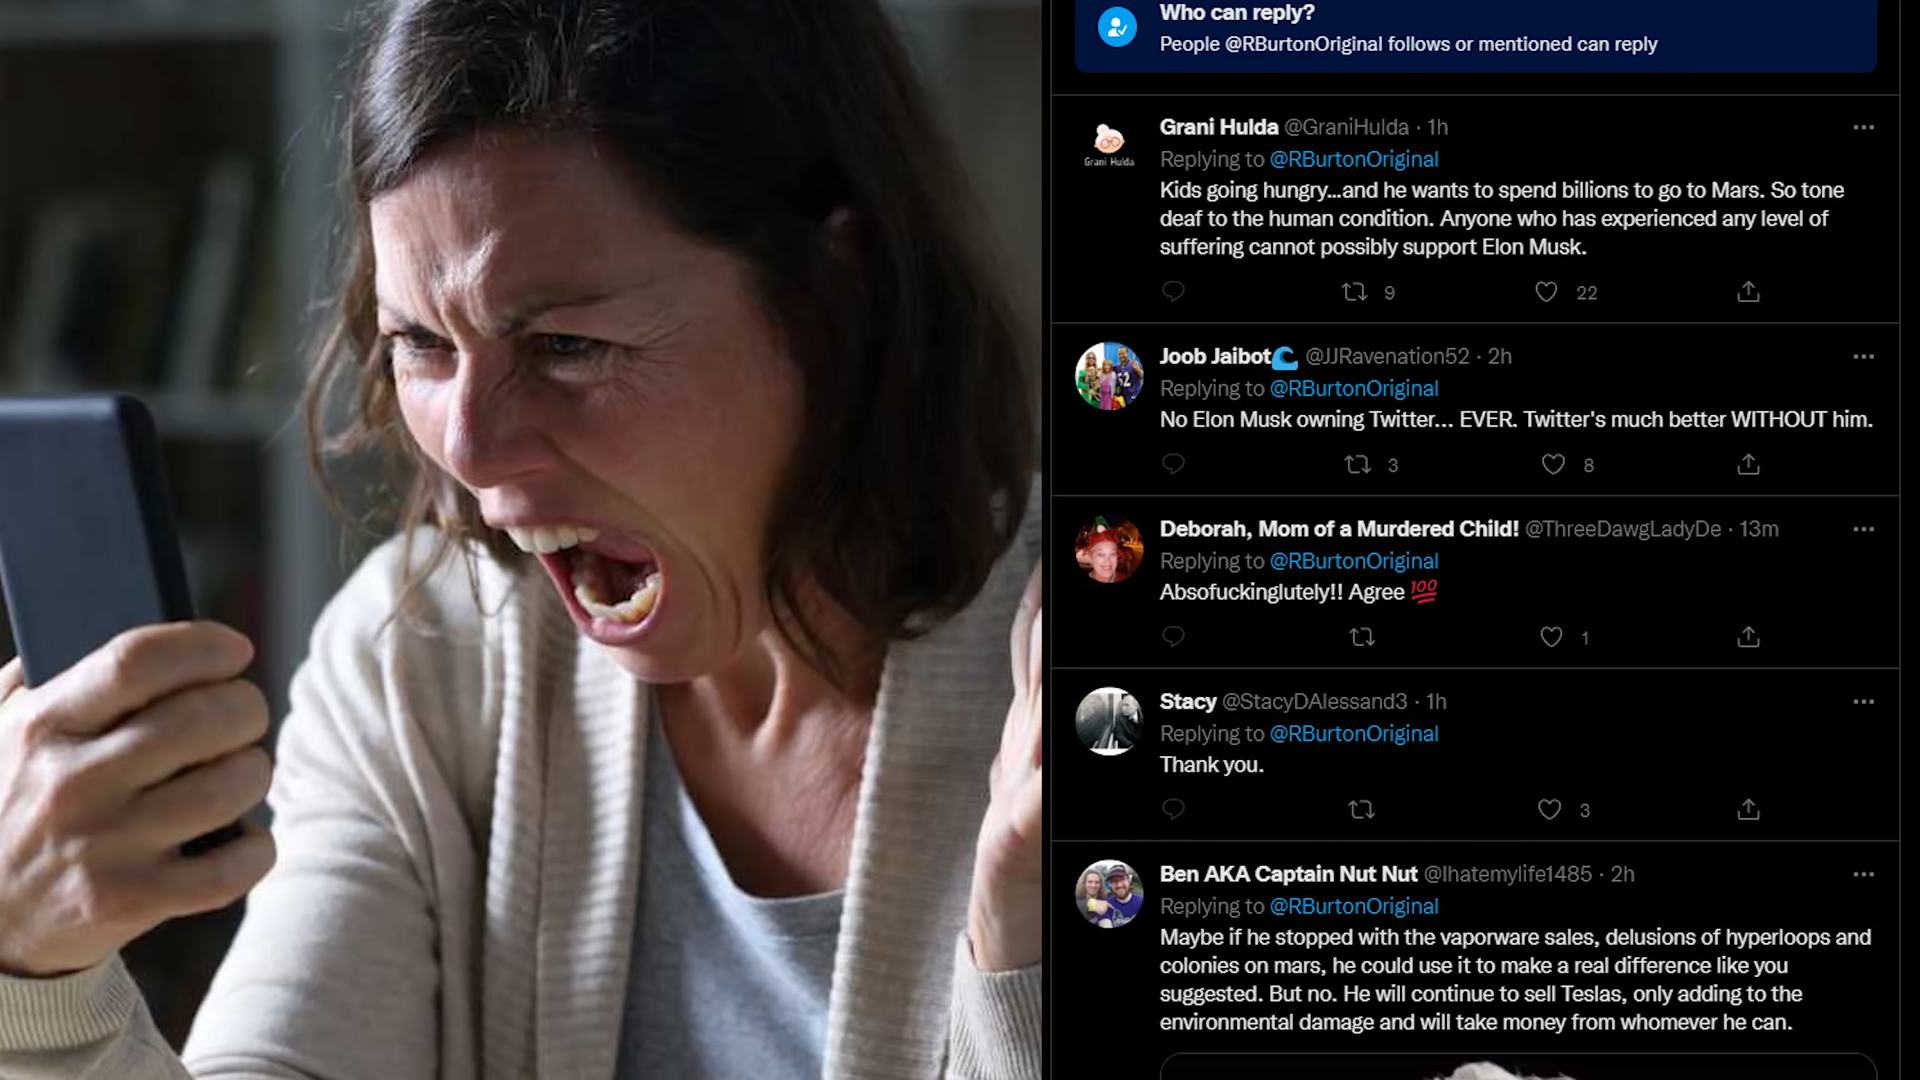 Who can reply?
People @RBurtonOriginal follows or mentioned can reply
Grani Hulda @GraniHulda · 1h
Grani Hulda
Replying to @RBurtonOriginal
Kids going hungry...and he wants to spend billions to go to Mars. So tone
deaf to the human condition. Anyone who has experienced any level of
suffering cannot possibly support Elon Musk.
9 22
Joob Jaibot🌊 @JJRavenation52 · 2h
52
Replying to @RBurtonOriginal
No Elon Musk owning Twitter... EVER. Twitter's much better WITHOUT him.
3 8
Deborah, Mom of a Murdered Child! @ThreeDawgLadyDe · 13m
Replying to @RBurtonOriginal
Absofuckinglutely!! Agree 💯
1
Stacy @StacyDAlessand3 · 1h
Replying to @RBurtonOriginal
Thank you.
3
Ben AKA Captain Nut Nut @Ihatemylife1485 · 2h
Replying to @RBurtonOriginal
Maybe if he stopped with the vaporware sales, delusions of hyperloops and
colonies on mars, he could use it to make a real difference like you
suggested. But no. He will continue to sell Teslas, only adding to the
environmental damage and will take money from whomever he can.